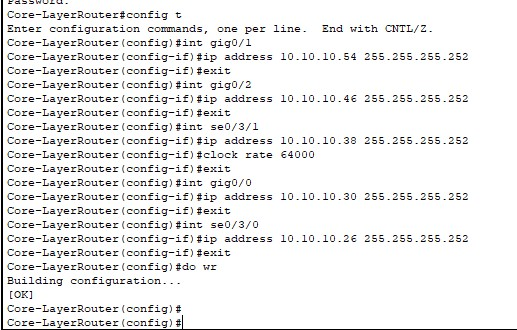 Password:
Core-LayerRouter#config t
Enter configuration commands, one per line.  End with CNTL/Z.
Core-LayerRouter(config)#int gig0/1
Core-LayerRouter(config-if)#ip address 10.10.10.54 255.255.255.252
Core-LayerRouter(config-if)#exit
Core-LayerRouter(config)#int gig0/2
Core-LayerRouter(config-if)#ip address 10.10.10.46 255.255.255.252
Core-LayerRouter(config-if)#exit
Core-LayerRouter(config)#int se0/3/1
Core-LayerRouter(config-if)#ip address 10.10.10.38 255.255.255.252
Core-LayerRouter(config-if)#clock rate 64000
Core-LayerRouter(config-if)#exit
Core-LayerRouter(config)#int gig0/0
Core-LayerRouter(config-if)#ip address 10.10.10.30 255.255.255.252
Core-LayerRouter(config-if)#exit
Core-LayerRouter(config)#int se0/3/0
Core-LayerRouter(config-if)#ip address 10.10.10.26 255.255.255.252
Core-LayerRouter(config-if)#exit
Core-LayerRouter(config)#do wr
Building configuration...
[OK]
Core-LayerRouter(config)#
Core-LayerRouter(config)#